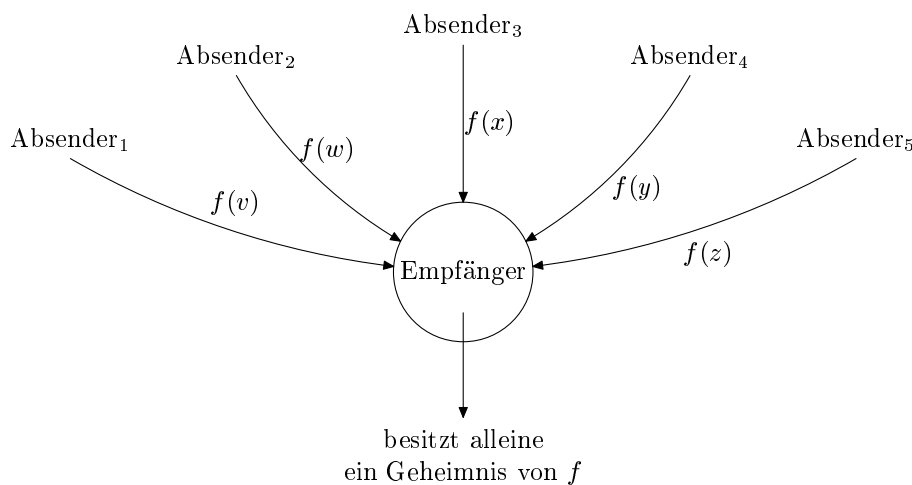 Absender₃
Absender₂
Absender₄
Absender₁
Absender₅
f(x)
f(w)
f(y)
f(v)
f(z)
Empfänger
besitzt alleine
ein Geheimnis von f